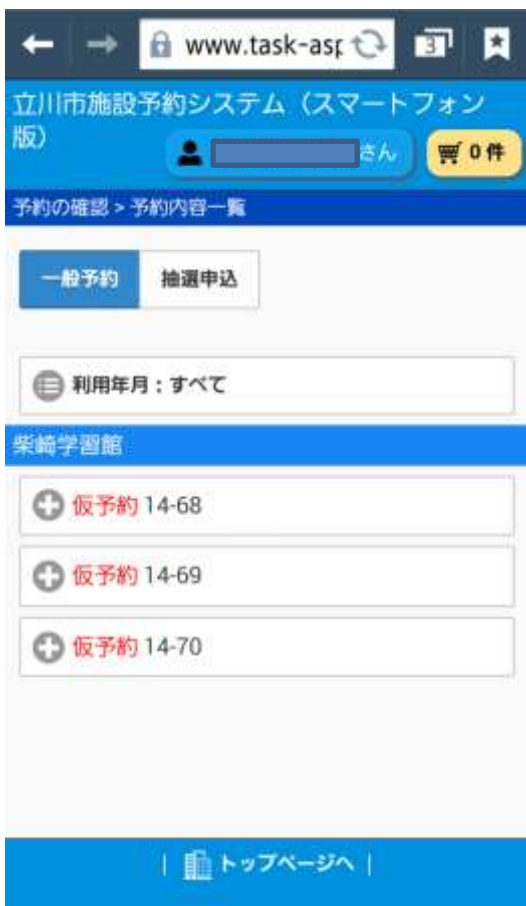 www.task-asp
3
立川市施設予約システム（スマートフォン
版）
さん
0件
予約の確認 > 予約内容一覧
一般予約 抽選申込
利用年月：すべて
柴崎学習館
仮予約 14-68
仮予約 14-69
仮予約 14-70
| トップページへ |